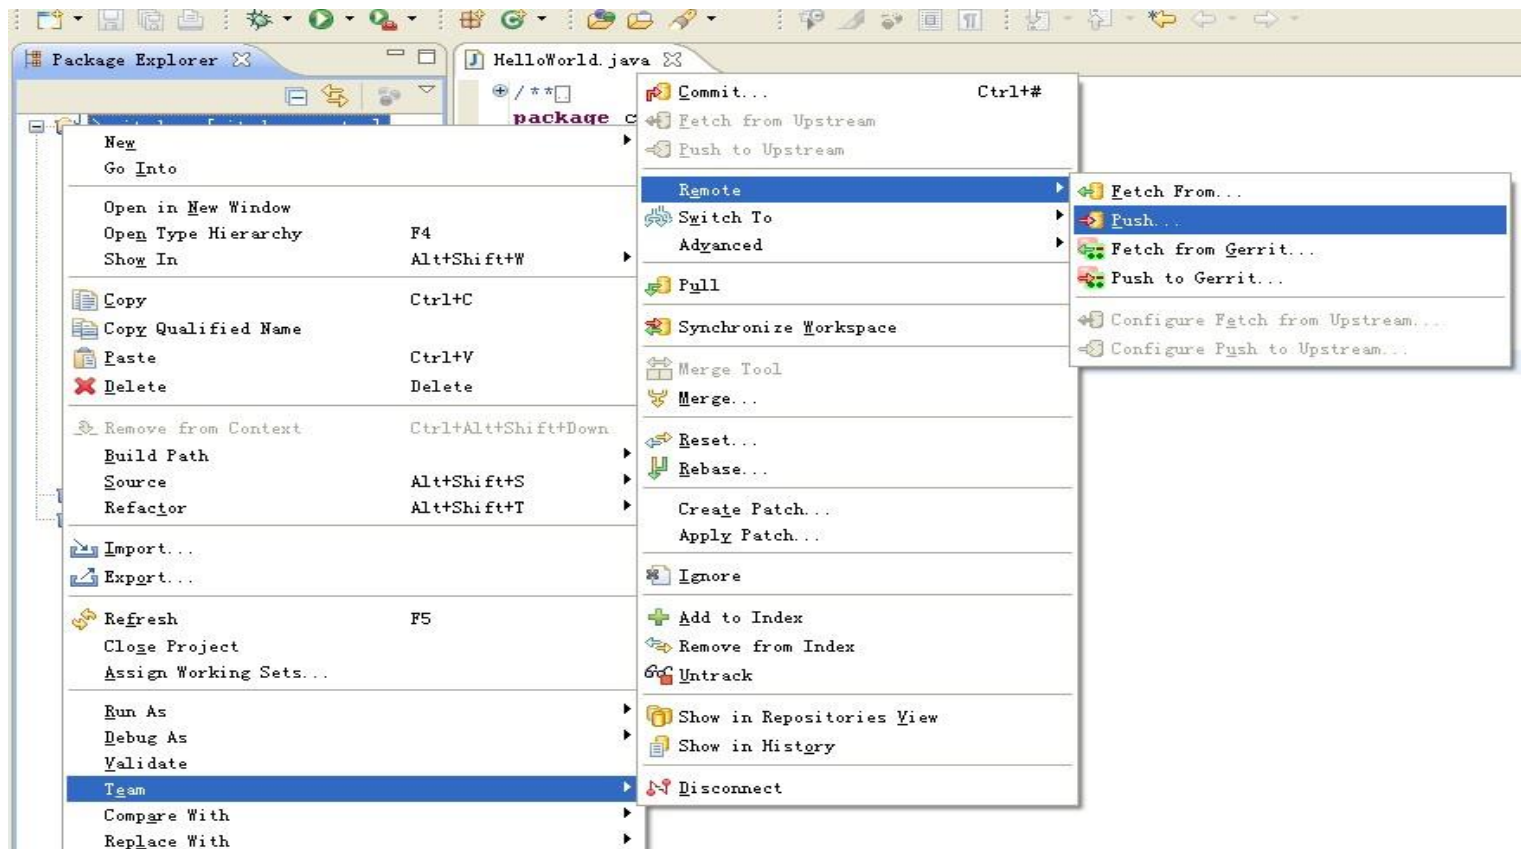 Package Explorer
HelloWorld.java
/**
package c
New
Go Into
Open in New Window
Open Type Hierarchy F4
Show In Alt+Shift+W
Copy Ctrl+C
Copy Qualified Name
Paste Ctrl+V
Delete Delete
Remove from Context Ctrl+Alt+Shift+Down
Build Path
Source Alt+Shift+S
Refactor Alt+Shift+T
Import...
Export...
Refresh F5
Close Project
Assign Working Sets...
Run As
Debug As
Validate
Team
Compare With
Replace With
Commit... Ctrl+#
Fetch from Upstream
Push to Upstream
Remote
Switch To
Advanced
Pull
Synchronize Workspace
Merge Tool
Merge...
Reset...
Rebase...
Create Patch...
Apply Patch...
Ignore
Add to Index
Remove from Index
Untrack
Show in Repositories View
Show in History
Disconnect
Fetch From...
Push...
Fetch from Gerrit...
Push to Gerrit...
Configure Fetch from Upstream...
Configure Push to Upstream...